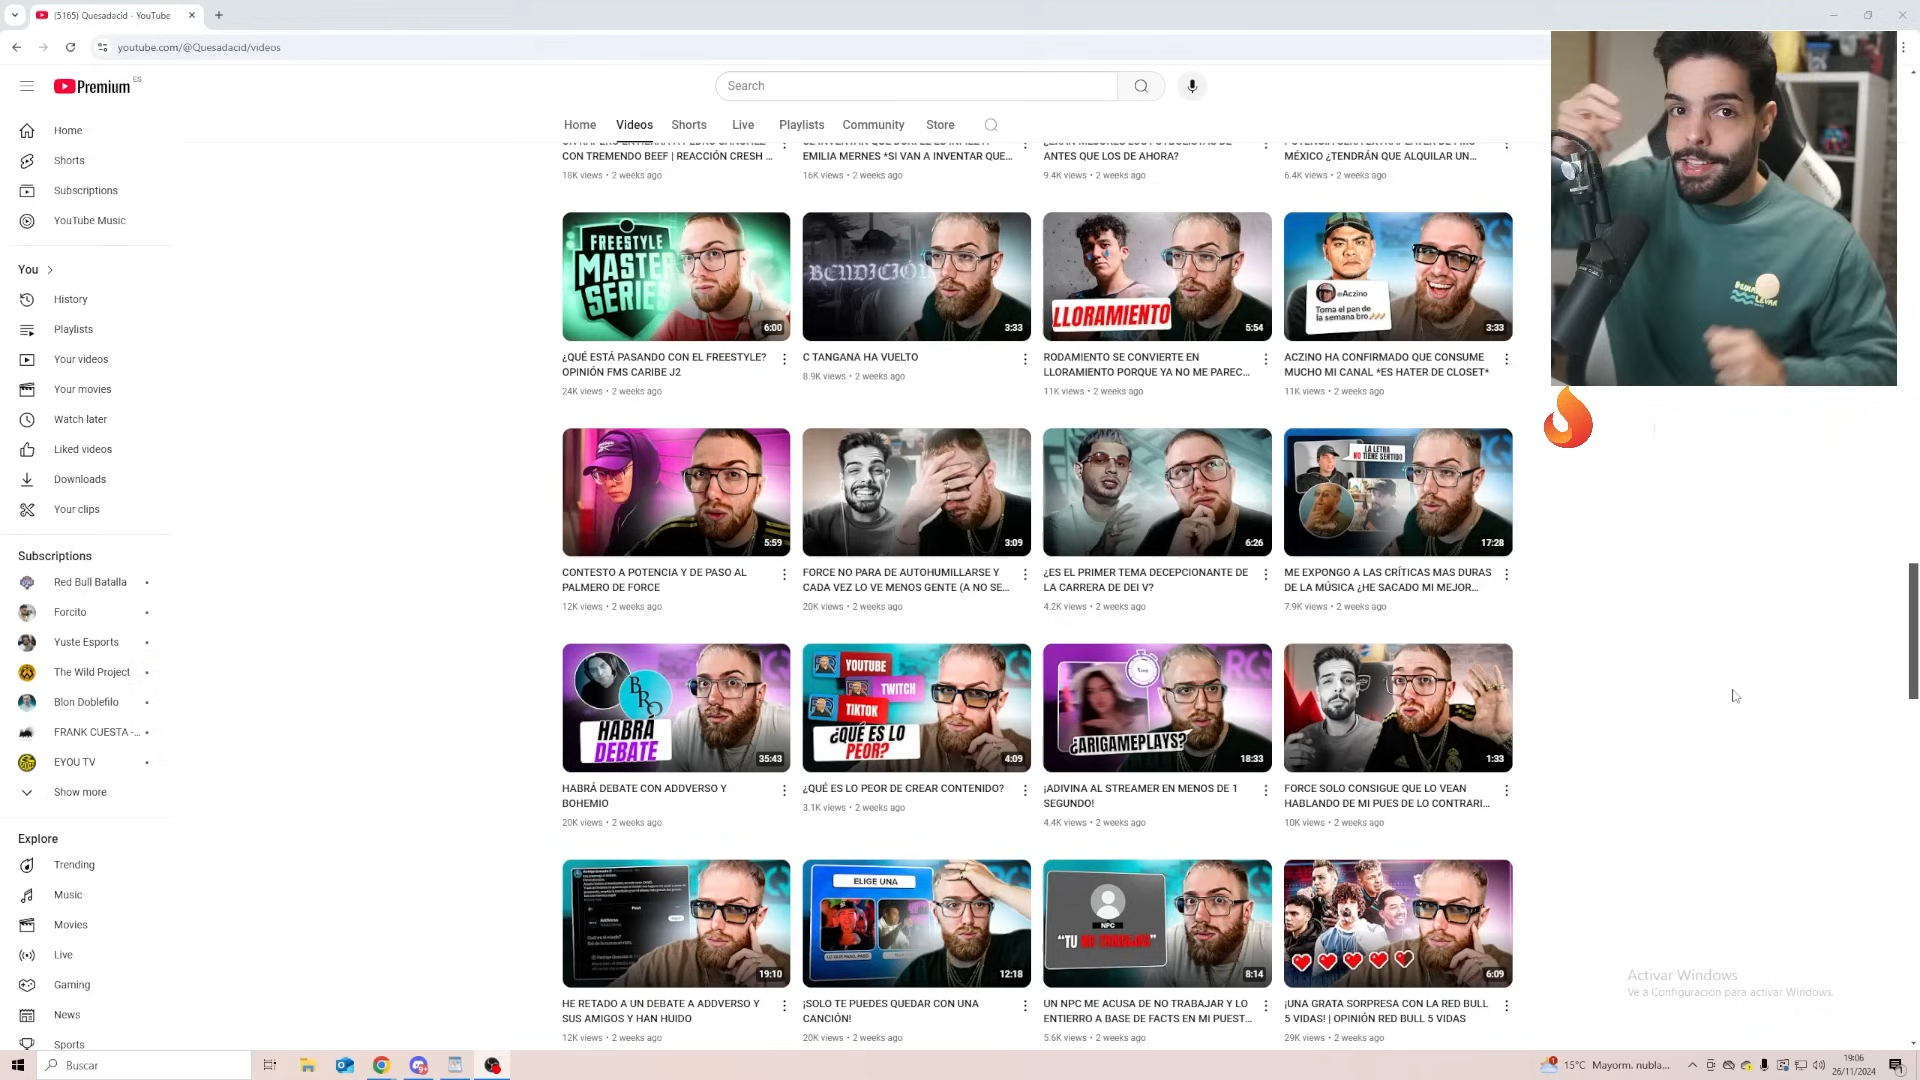 (5165) Quesadacid - YouTube
youtube.com/@Quesadacid/videos
Premium
ES
Search
Home
Videos
Shorts
Live
Playlists
Community
Store
Home
Shorts
Subscriptions
YouTube Music
You
History
Playlists
Your videos
Your movies
Watch later
Liked videos
Downloads
Your clips
Subscriptions
Red Bull Batalla
Forcito
Yuste Esports
The Wild Project
Blon Doblefilo
FRANK CUESTA -...
EYOU TV
Show more
Explore
Trending
Music
Movies
Live
Gaming
News
Sports
CON TREMENDO BEEF | REACCIÓN CRESH ...
18K views • 2 weeks ago
EMILIA MERNES *SI VAN A INVENTAR QUE...
16K views • 2 weeks ago
ANTES QUE LOS DE AHORA?
9.4K views • 2 weeks ago
MÉXICO ¿TENDRÁN QUE ALQUILAR UN...
6.4K views • 2 weeks ago
FREESTYLE
MASTER
SERIES
6:00
¿QUÉ ESTÁ PASANDO CON EL FREESTYLE?
OPINIÓN FMS CARIBE J2
24K views • 2 weeks ago
BENDICIÓN
3:33
C TANGANA HA VUELTO
8.9K views • 2 weeks ago
LLORAMIENTO
5:54
RODAMIENTO SE CONVIERTE EN
LLORAMIENTO PORQUE YA NO ME PAREC...
11K views • 2 weeks ago
@Aczino
Toma el pan de
la semana bro
3:33
ACZINO HA CONFIRMADO QUE CONSUME
MUCHO MI CANAL *ES HATER DE CLOSET*
11K views • 2 weeks ago
5:59
CONTESTO A POTENCIA Y DE PASO AL
PALMERO DE FORCE
12K views • 2 weeks ago
3:09
FORCE NO PARA DE AUTOHUMILLARSE Y
CADA VEZ LO VE MENOS GENTE (A NO SE...
20K views • 2 weeks ago
6:26
¿ES EL PRIMER TEMA DECEPCIONANTE DE
LA CARRERA DE DEI V?
4.2K views • 2 weeks ago
LA LETRA
NO TIENE SENTIDO
17:28
ME EXPONGO A LAS CRÍTICAS MAS DURAS
DE LA MÚSICA ¿HE SACADO MI MEJOR...
7.9K views • 2 weeks ago
BRO
HABRÁ
DEBATE
35:43
HABRÁ DEBATE CON ADDVERSO Y
BOHEMIO
20K views • 2 weeks ago
YOUTUBE
TWITCH
TIKTOK
¿QUÉ ES LO
PEOR?
4:09
¿QUÉ ES LO PEOR DE CREAR CONTENIDO?
3.1K views • 2 weeks ago
¿ARIGAMEPLAYS?
18:33
¡ADIVINA AL STREAMER EN MENOS DE 1
SEGUNDO!
4.4K views • 2 weeks ago
1:33
FORCE SOLO CONSIGUE QUE LO VEAN
HABLANDO DE MI PUES DE LO CONTRARI...
10K views • 2 weeks ago
19:10
HE RETADO A UN DEBATE A ADDVERSO Y
SUS AMIGOS Y HAN HUIDO
12K views • 2 weeks ago
ELIGE UNA
LO QUE PASO, PASO
12:18
¡SOLO TE PUEDES QUEDAR CON UNA
CANCIÓN!
20K views • 2 weeks ago
NPC
"TU NO TRABAJAS"
8:14
UN NPC ME ACUSA DE NO TRABAJAR Y LO
ENTIERRO A BASE DE FACTS EN MI PUEST...
5.6K views • 2 weeks ago
6:09
¡UNA GRATA SORPRESA CON LA RED BULL
5 VIDAS! | OPINIÓN RED BULL 5 VIDAS
29K views • 2 weeks ago
Activar Windows
Ve a Configuración para activar Windows.
Buscar
15°C Mayorm. nubla...
19:06
26/11/2024